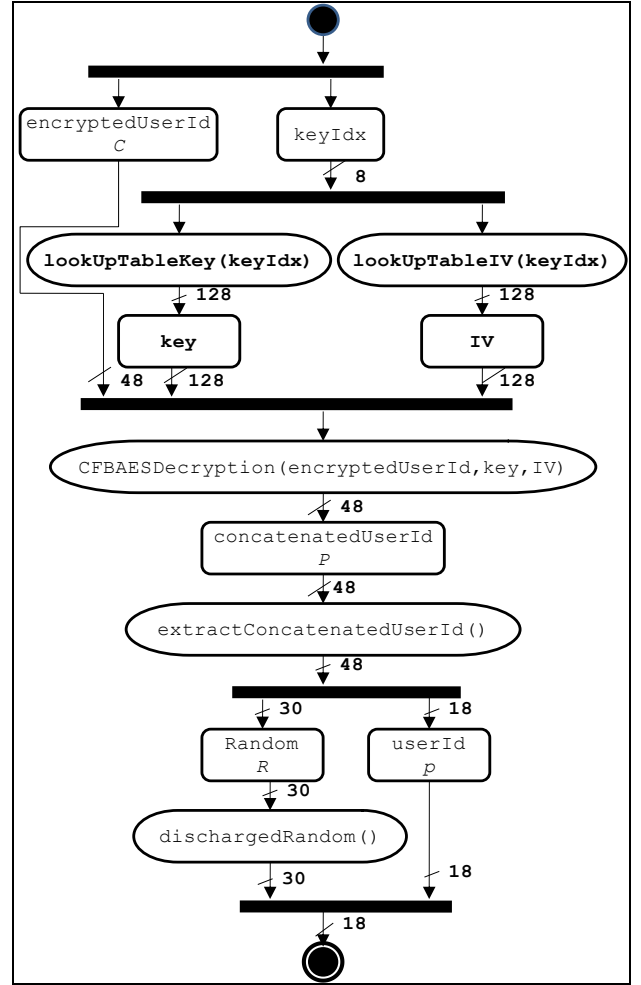 encryptedUserId
C
keyIdx
8
lookUpTableKey(keyIdx)
lookUpTableIV(keyIdx)
128
128
key
IV
48
128
128
CFBAESDecryption(encryptedUserId,key,IV)
48
concatenatedUserId
P
48
extractConcatenatedUserId()
48
30
18
Random
R
userId
p
30
dischargedRandom()
30
18
18